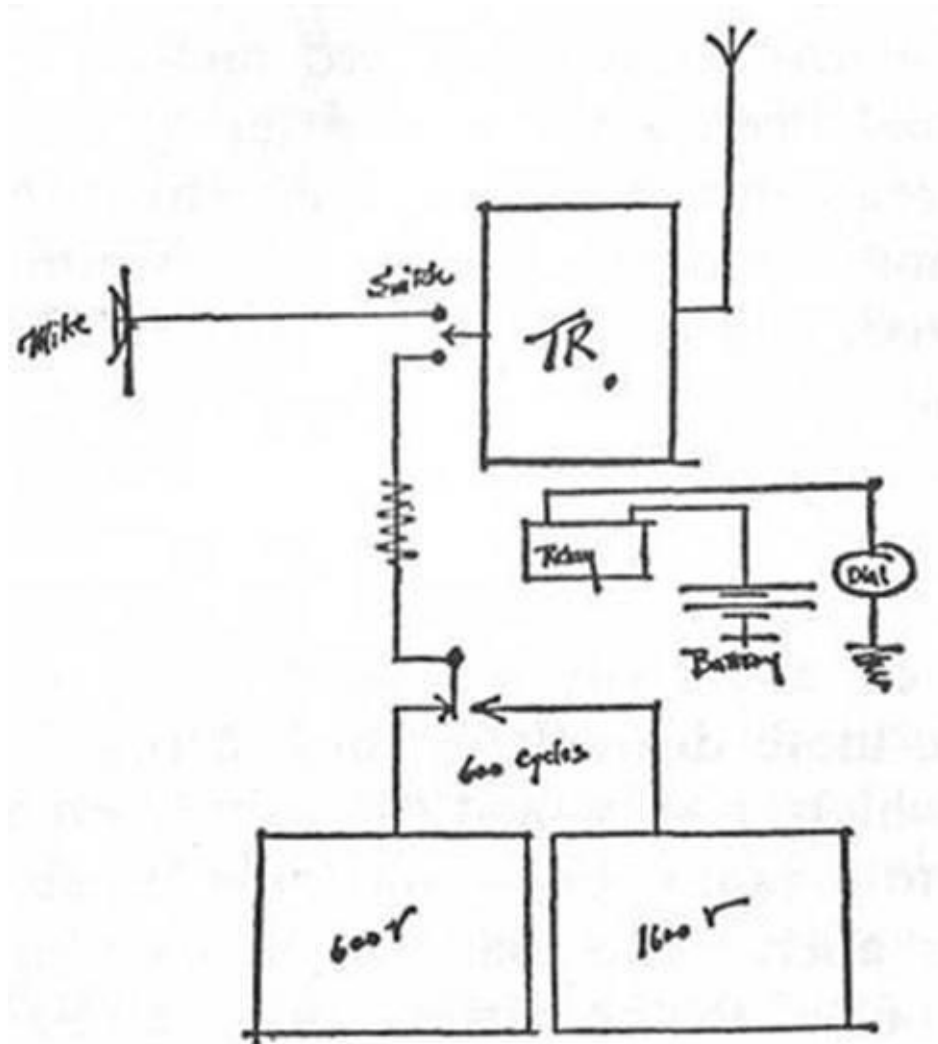 Switch
Mike
TR.
Relay
Dial
Battery
600 cycles
600 r
1600 r